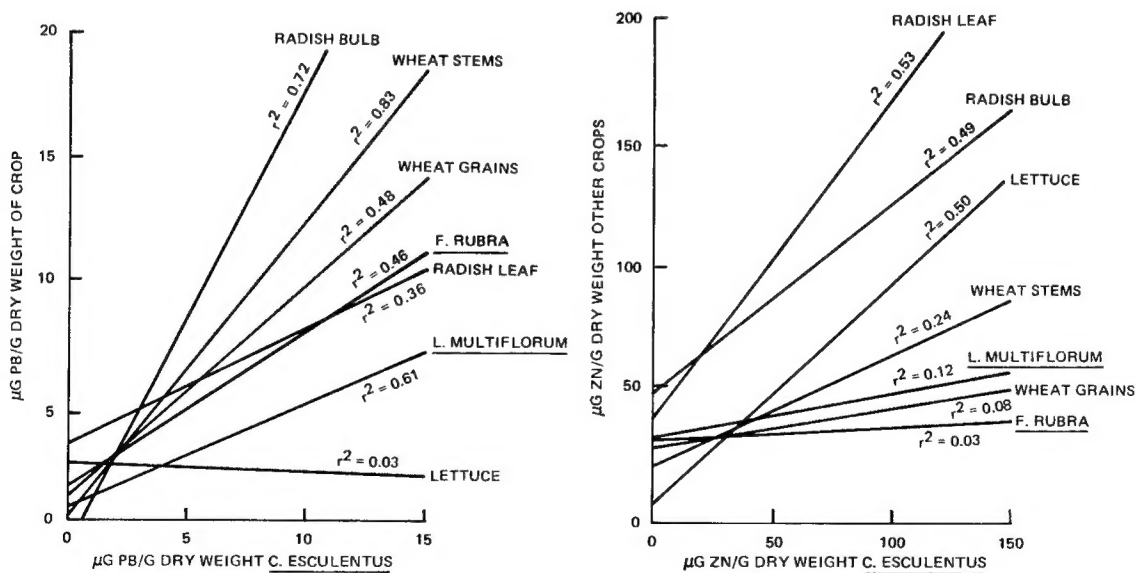 20
15
10
5
0
µG PB/G DRY WEIGHT OF CROP
RADISH BULB
r² = 0.72
WHEAT STEMS
r² = 0.83
WHEAT GRAINS
r² = 0.48
F. RUBRA
r² = 0.46
RADISH LEAF
r² = 0.36
L. MULTIFLORUM
r² = 0.61
r² = 0.03
LETTUCE
0 5 10 15
µG PB/G DRY WEIGHT C. ESCULENTUS
200
150
100
50
0
µG ZN/G DRY WEIGHT OTHER CROPS
RADISH LEAF
r² = 0.53
RADISH BULB
r² = 0.49
LETTUCE
r² = 0.50
WHEAT STEMS
r² = 0.24
L. MULTIFLORUM
r² = 0.12
WHEAT GRAINS
r² = 0.08
F. RUBRA
r² = 0.03
0 50 100 150
µG ZN/G DRY WEIGHT C. ESCULENTUS